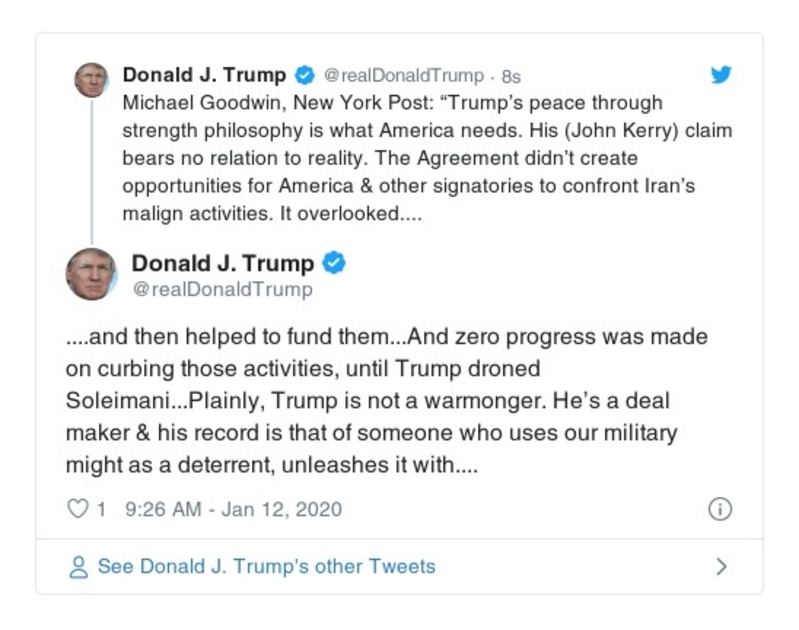 Donald J. Trump @realDonaldTrump · 8s
Michael Goodwin, New York Post: “Trump’s peace through
strength philosophy is what America needs. His (John Kerry) claim
bears no relation to reality. The Agreement didn’t create
opportunities for America & other signatories to confront Iran’s
malign activities. It overlooked....
Donald J. Trump
@realDonaldTrump
....and then helped to fund them...And zero progress was made
on curbing those activities, until Trump droned
Soleimani...Plainly, Trump is not a warmonger. He’s a deal
maker & his record is that of someone who uses our military
might as a deterrent, unleashes it with....
1 9:26 AM - Jan 12, 2020
See Donald J. Trump's other Tweets